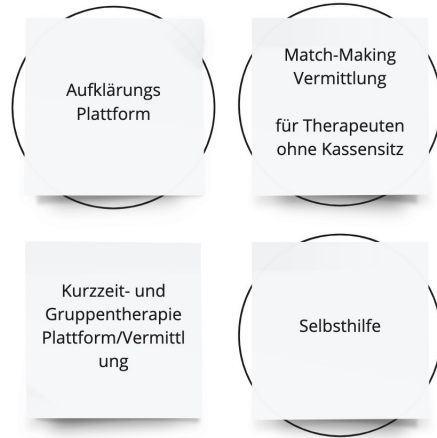 Aufklärungs
Plattform
Match-Making
Vermittlung
für Therapeuten
ohne Kassensitz
Kurzzeit- und
Gruppentherapie
Plattform/Vermittl
ung
Selbsthilfe